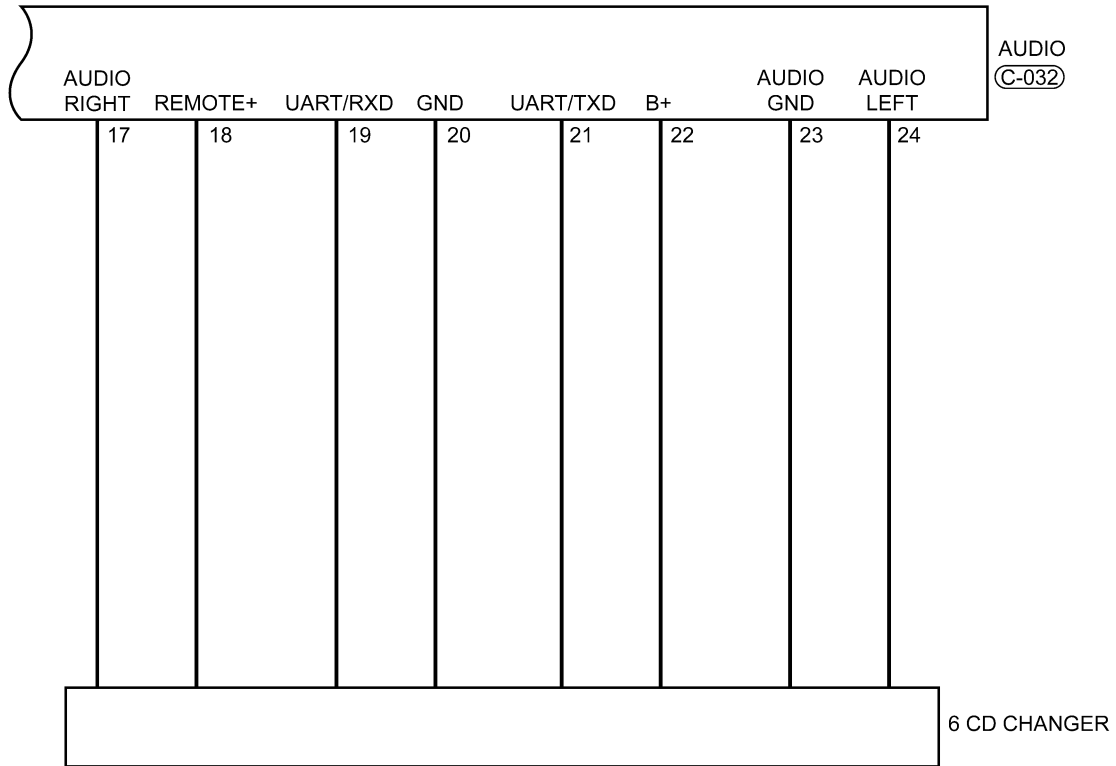 AUDIO
C-032
AUDIO
RIGHT
REMOTE+
UART/RXD
GND
UART/TXD
B+
AUDIO
GND
AUDIO
LEFT
17
18
19
20
21
22
23
24
6 CD CHANGER